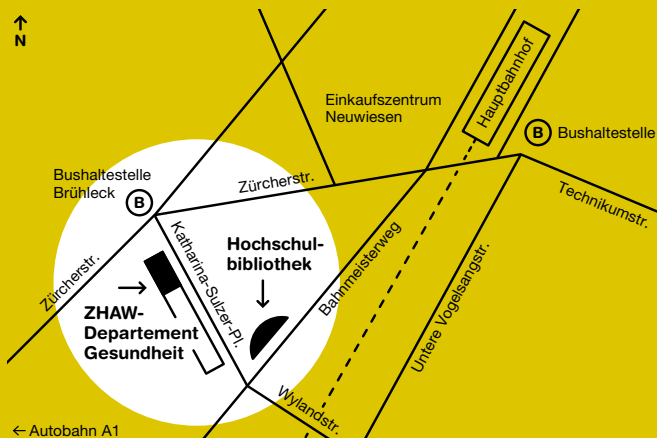 N
Einkaufszentrum
Neuwiesen
Hauptbahnhof
B Bushaltestelle
Bushaltestelle
Brühleck
B
Zürcherstr.
Technikumstr.
Zürcherstr.
Katharina-Sulzer-Pl.
Hochschul-
bibliothek
Bahnmeisterweg
Untere Vogelsangstr.
ZHAW-
Departement
Gesundheit
Wylandstr.
← Autobahn A1